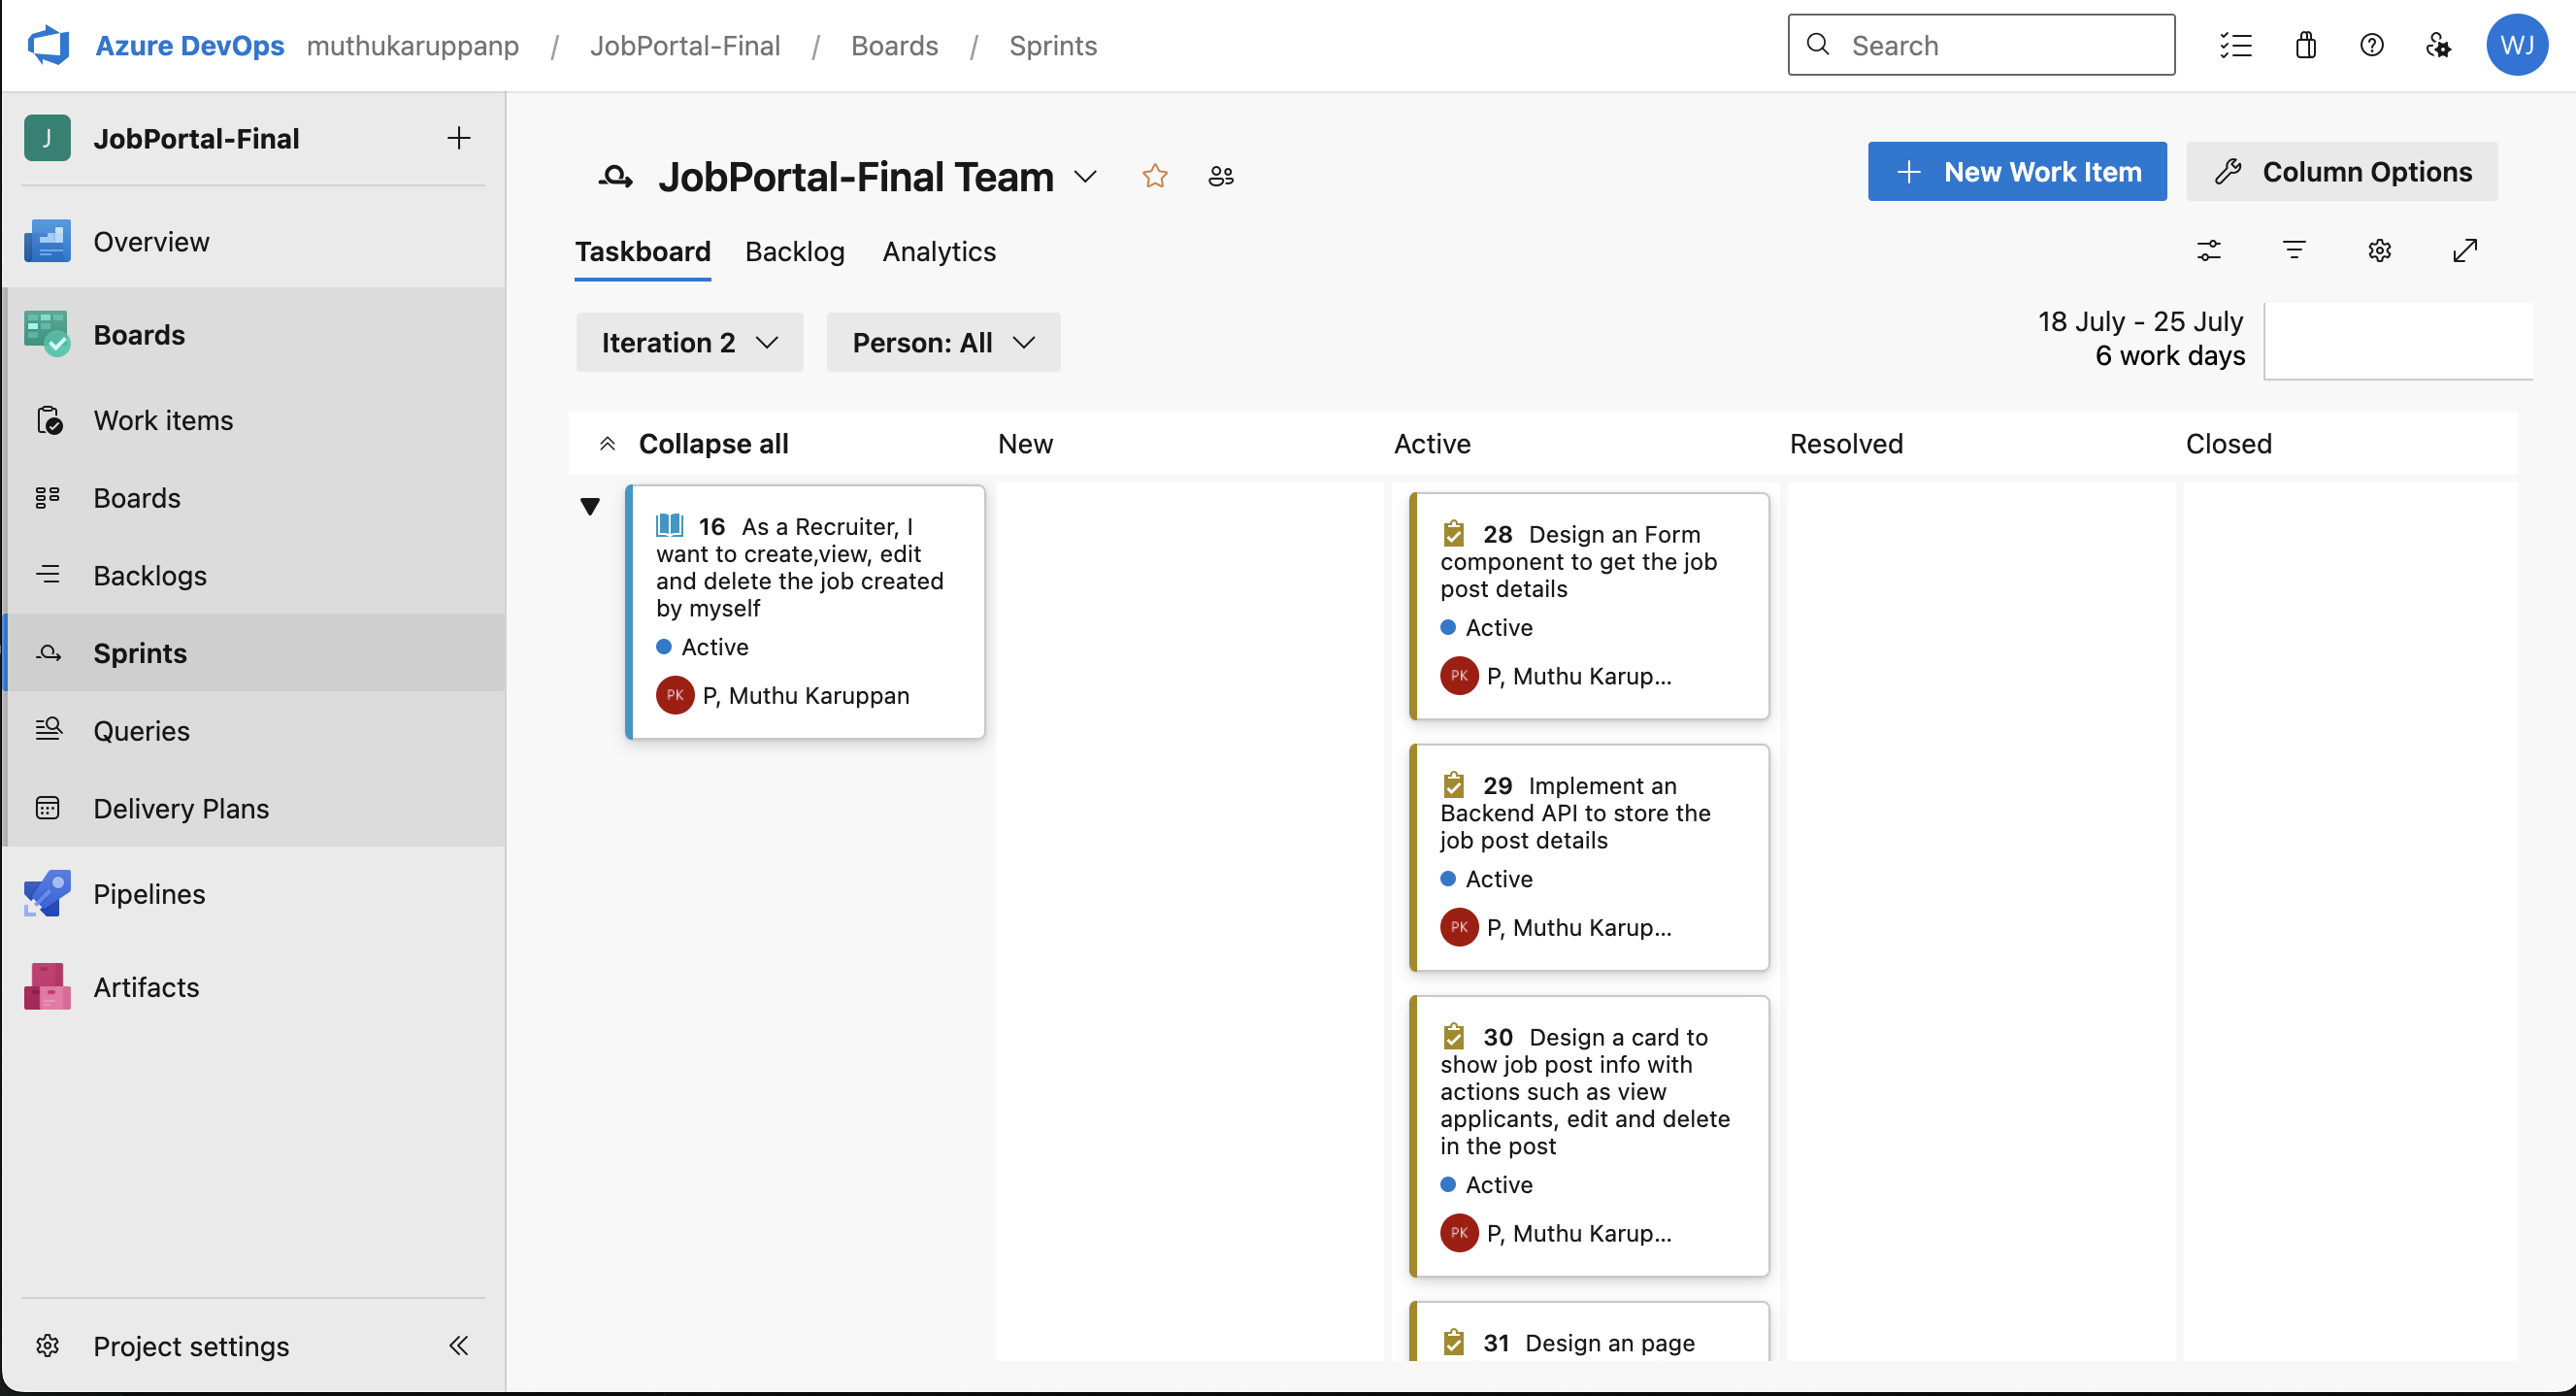 Azure DevOps muthukaruppanp / JobPortal-Final / Boards / Sprints
Search
WJ
J JobPortal-Final
Overview
Boards
Work items
Boards
Backlogs
Sprints
Queries
Delivery Plans
Pipelines
Artifacts
Project settings
JobPortal-Final Team
New Work Item
Column Options
Taskboard Backlog Analytics
Iteration 2
Person: All
18 July - 25 July
6 work days
Collapse all New Active Resolved Closed
16 As a Recruiter, I
want to create,view, edit
and delete the job created
by myself
Active
PK P, Muthu Karuppan
28 Design an Form
component to get the job
post details
Active
PK P, Muthu Karup...
29 Implement an
Backend API to store the
job post details
Active
PK P, Muthu Karup...
30 Design a card to
show job post info with
actions such as view
applicants, edit and delete
in the post
Active
PK P, Muthu Karup...
31 Design an page